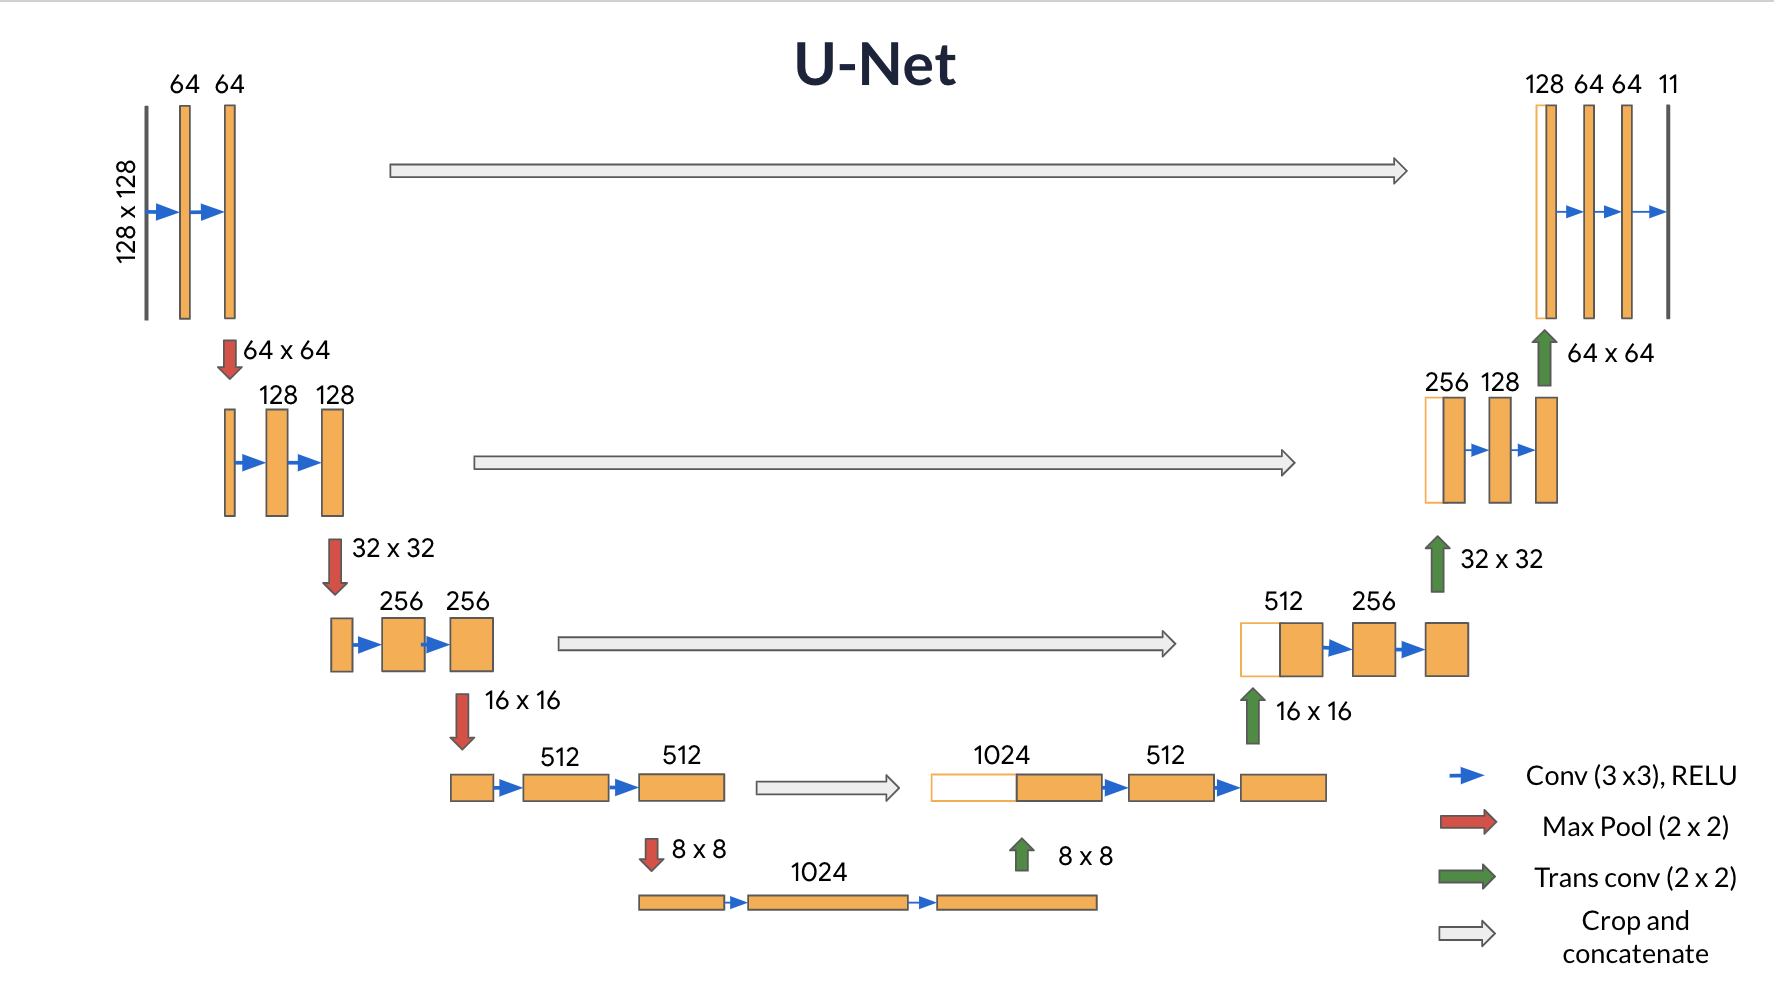 U-Net
64 64
128 x 128
128 64 64 11
64 x 64
64 x 64
128 128
256 128
32 x 32
32 x 32
256 256
512 256
16 x 16
16 x 16
512 512
1024 512
8 x 8
8 x 8
1024
Conv (3 x3), RELU
Max Pool (2 x 2)
Trans conv (2 x 2)
Crop and
concatenate